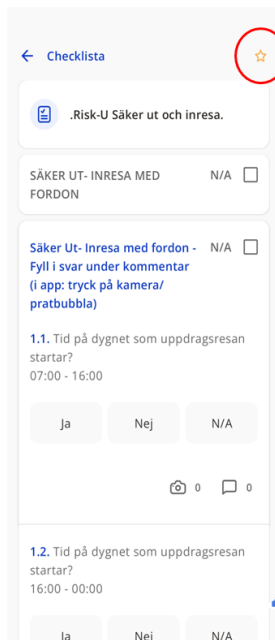 Checklista
.Risk-U Säker ut och inresa.
SÄKER UT- INRESA MED
FORDON
N/A
Säker Ut- Inresa med fordon -
Fyll i svar under kommentar
(i app: tryck på kamera/
pratbubbla)
N/A
1.1. Tid på dygnet som uppdragsresan
startar?
07:00 - 16:00
Ja Nej N/A
0 0
1.2. Tid på dygnet som uppdragsresan
startar?
16:00 - 00:00
Ja Nej N/A